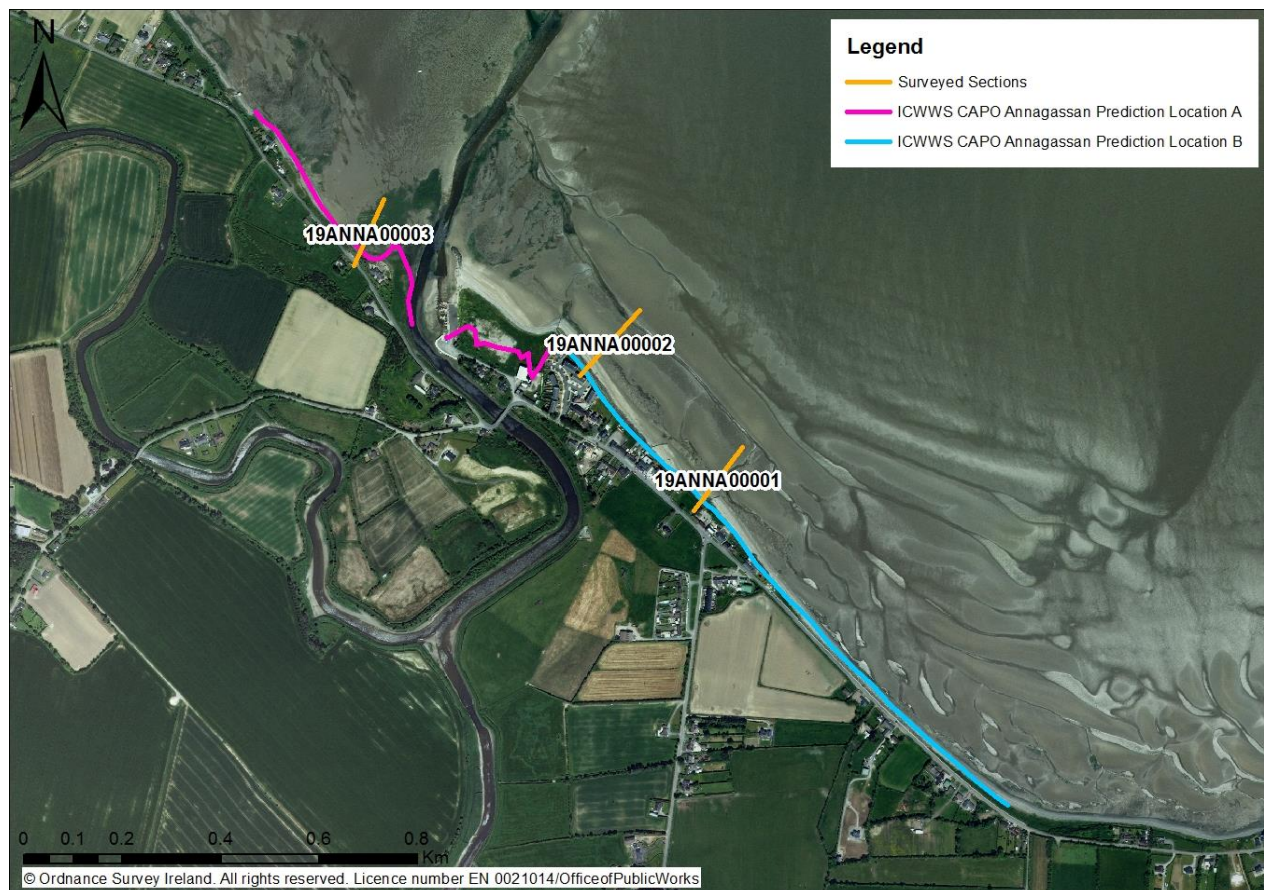 N
Legend
Surveyed Sections
ICWWS CAPO Annagassan Prediction Location A
ICWWS CAPO Annagassan Prediction Location B
19ANNA00003
19ANNA00002
19ANNA00001
0 0.1 0.2 0.4 0.6 0.8
Km
© Ordnance Survey Ireland. All rights reserved. Licence number EN 0021014/OfficeofPublicWorks